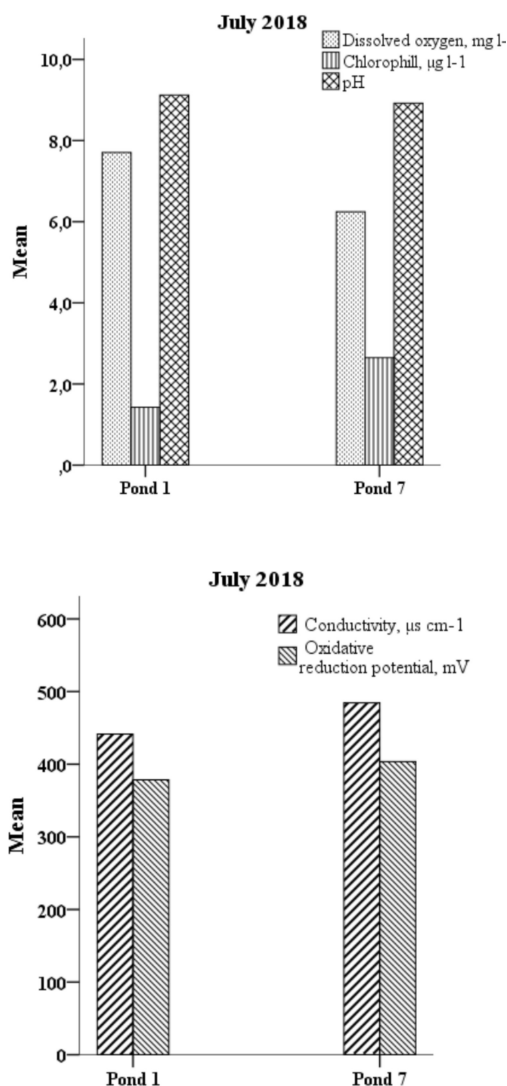 July 2018
Dissolved oxygen, mg l-
Chlorophill, μg l-1
pH
10,0
8,0
6,0
4,0
2,0
,0
Mean
Pond 1
Pond 7
July 2018
Conductivity, μs cm-1
Oxidative
reduction potential, mV
600
500
400
300
200
100
0
Mean
Pond 1
Pond 7